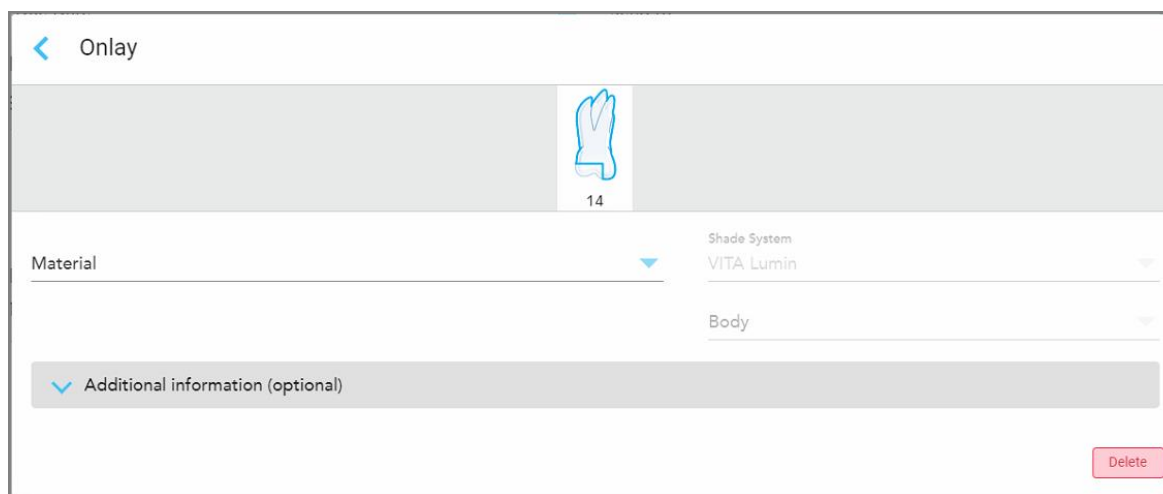 Onlay
14
Material
Shade System
VITA Lumin
Body
Additional information (optional)
Delete